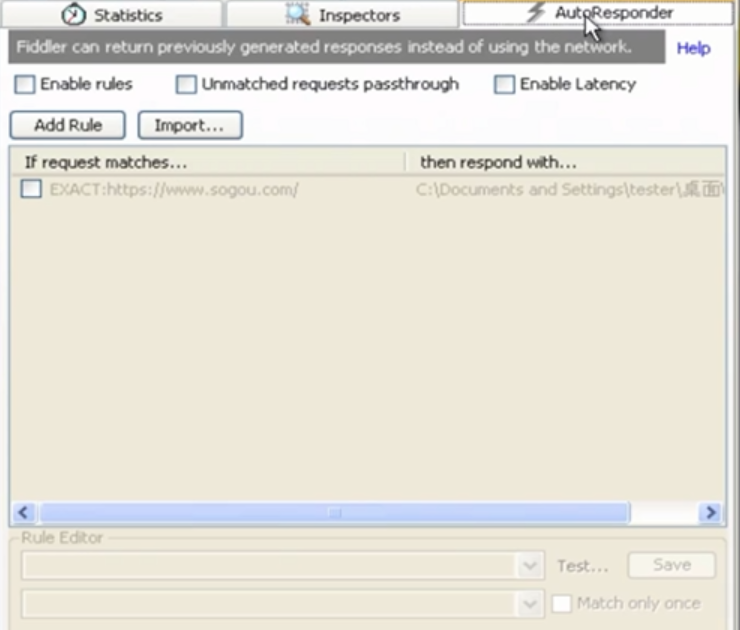 Statistics Inspectors AutoResponder
Fiddler can return previously generated responses instead of using the network. Help
Enable rules Unmatched requests passthrough Enable Latency
Add Rule Import...
If request matches... then respond with...
EXACT:https://www.sogou.com/ C:\Documents and Settings\tester\桌面\
Rule Editor
Test... Save
Match only once